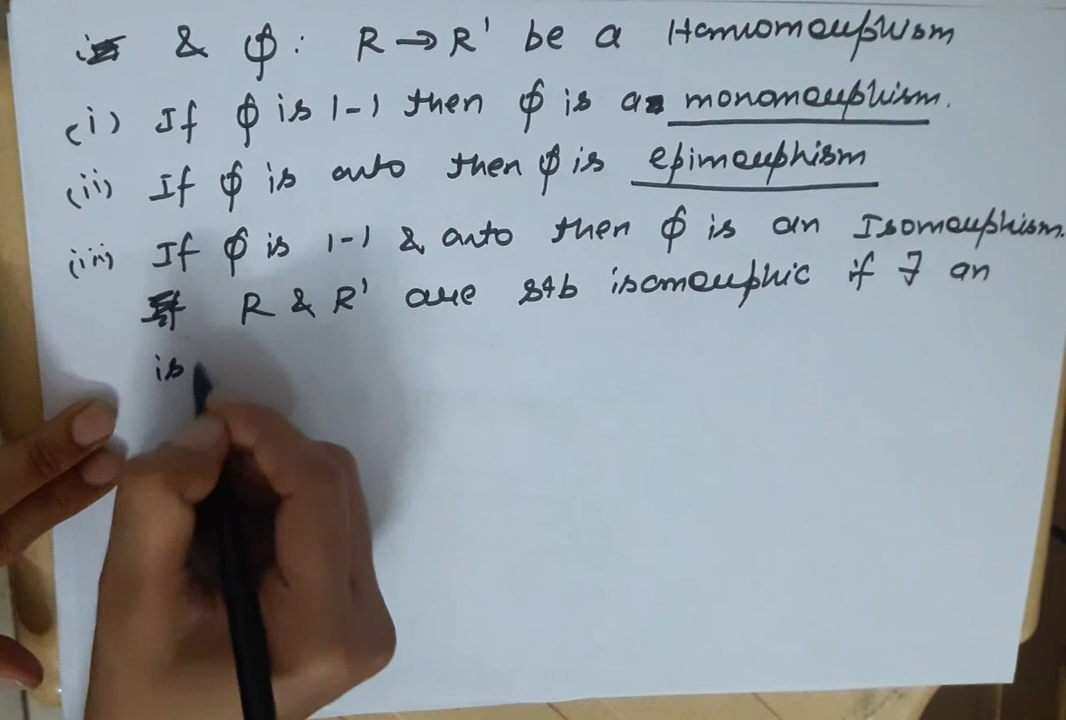 & φ: R → R' be a Homomorphism
(i) If φ is 1-1 then φ is a monomorphism.
(ii) If φ is onto then φ is epimorphism
(iii) If φ is 1-1 & onto then φ is an Isomorphism.
R & R' are stb isomorphic if ∃ an
is